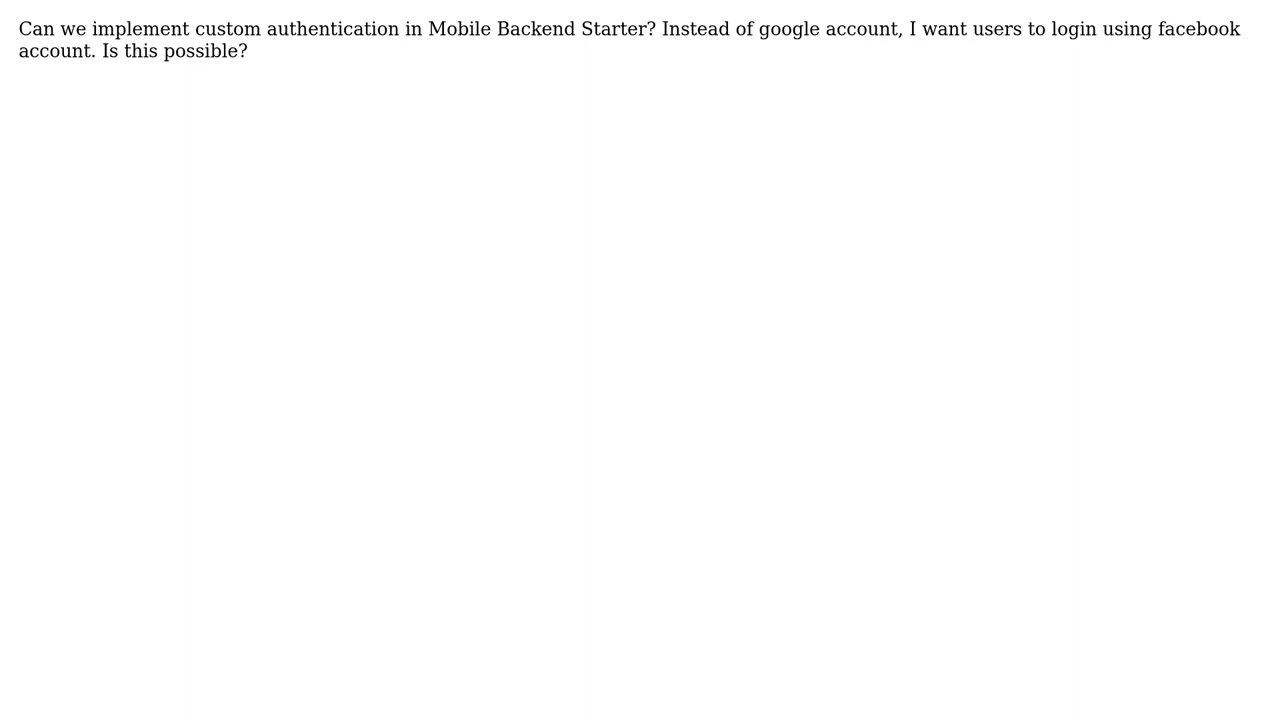 Can we implement custom authentication in Mobile Backend Starter? Instead of google account, I want users to login using facebook
account. Is this possible?